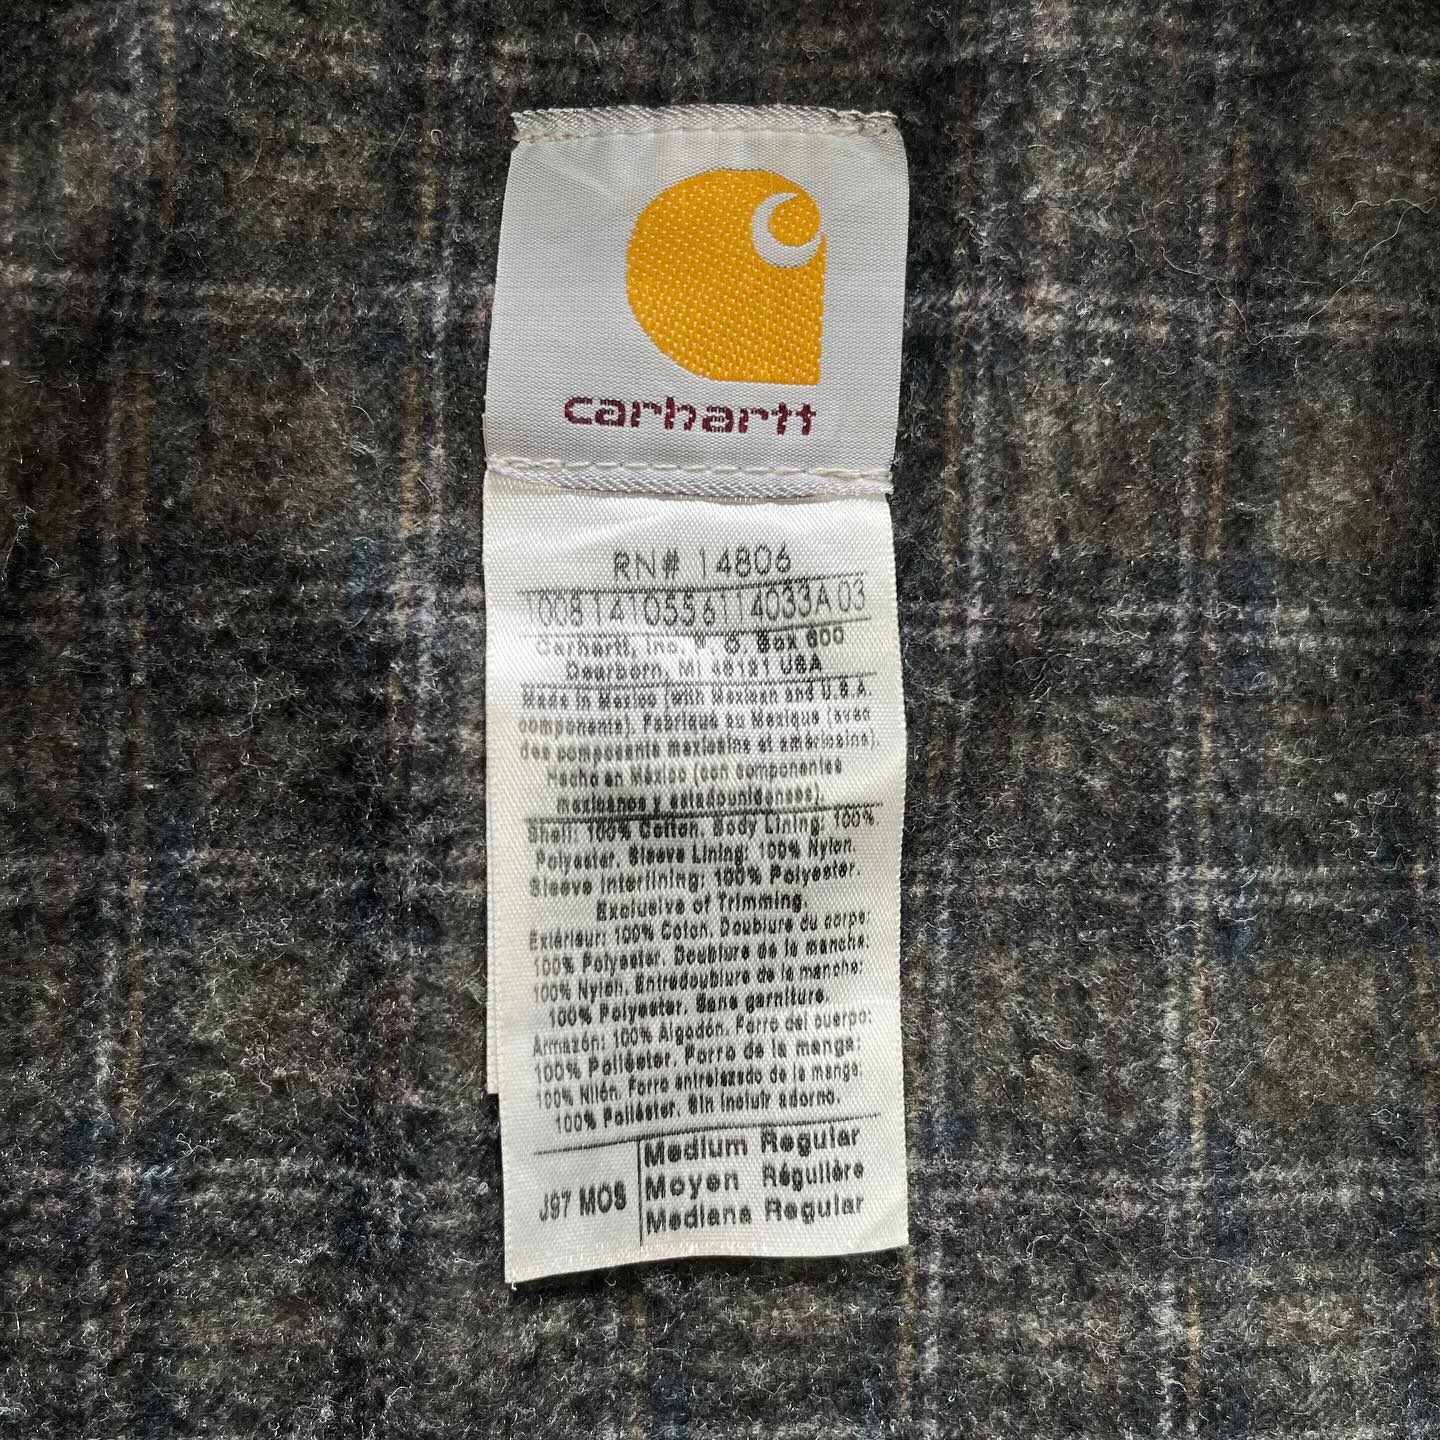 carhartt
RN# 14806
10081410556114033A 03
Carhartt, Inc. P. O. Box 600
Dearborn, MI 48121 USA
Made in Mexico (with Mexican and U.S.A.
components). Fabriqué au Mexique (avec
des composants mexicains et américains).
Hecho en México (con componentes
mexicanos y estadounidenses).
Shell: 100% Cotton. Body Lining: 100%
Polyester. Sleeve Lining: 100% Nylon.
Sleeve Interlining: 100% Polyester.
Exclusive of Trimming.
Extérieur: 100% Coton. Doublure du corps:
100% Polyester. Doublure de la manche:
100% Nylon. Entredoublure de la manche:
100% Polyester. Sans garniture.
Armazón: 100% Algodón. Forro del cuerpo:
100% Poliéster. Forro de la manga:
100% Nilón. Forro entrelazado de la manga:
100% Poliéster. Sin incluir adorno.
J97 MOS
Medium Regular
Moyen Régulière
Mediana Regular